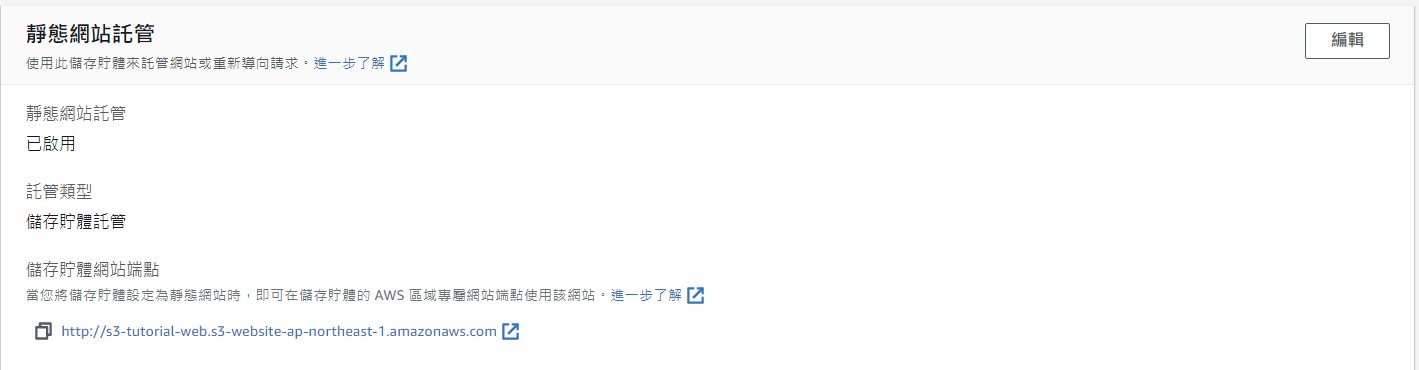 靜態網站託管
編輯
使用此儲存貯體來託管網站或重新導向請求。進一步了解
靜態網站託管
已啟用
託管類型
儲存貯體託管
儲存貯體網站端點
當您將儲存貯體設定為靜態網站時，即可在儲存貯體的 AWS 區域專屬網站端點使用該網站。進一步了解
http://s3-tutorial-web.s3-website-ap-northeast-1.amazonaws.com